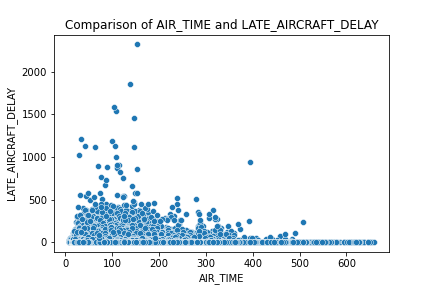 Comparison of AIR_TIME and LATE_AIRCRAFT_DELAY
LATE_AIRCRAFT_DELAY
2000
1500
1000
500
0
0 100 200 300 400 500 600
AIR_TIME